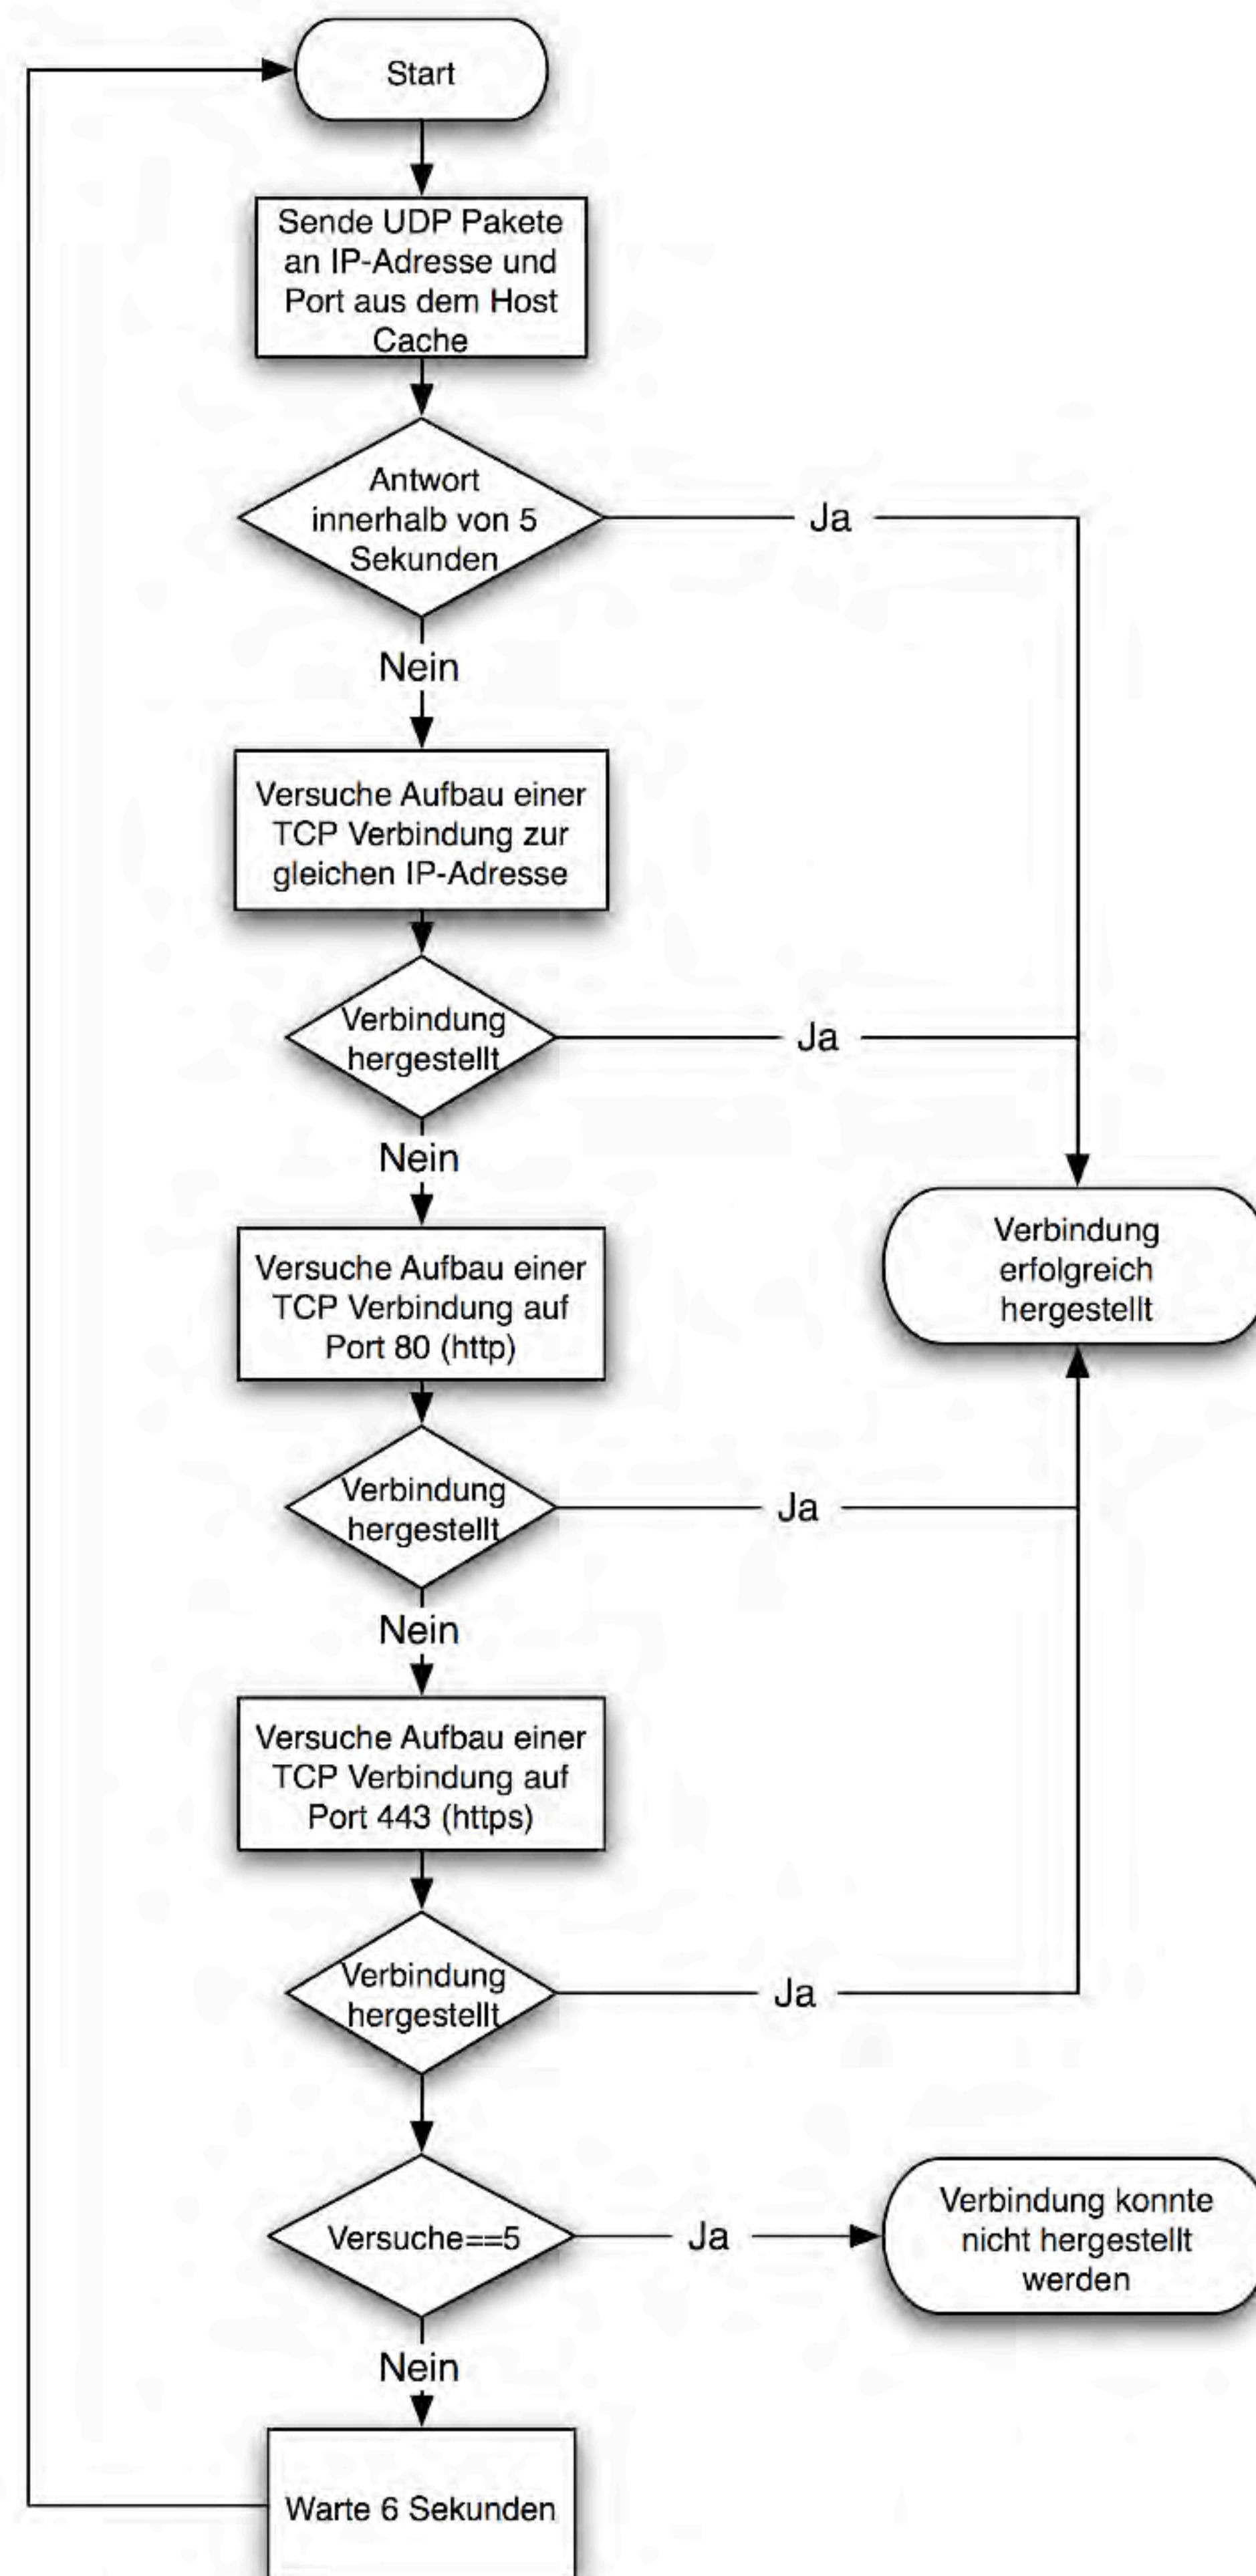 Start
Sende UDP Pakete
an IP-Adresse und
Port aus dem Host
Cache
Antwort
innerhalb von 5
Sekunden
Ja
Nein
Versuche Aufbau einer
TCP Verbindung zur
gleichen IP-Adresse
Verbindung
hergestellt
Ja
Nein
Verbindung
erfolgreich
hergestellt
Versuche Aufbau einer
TCP Verbindung auf
Port 80 (http)
Verbindung
hergestellt
Ja
Nein
Versuche Aufbau einer
TCP Verbindung auf
Port 443 (https)
Verbindung
hergestellt
Ja
Versuche==5
Ja
Verbindung konnte
nicht hergestellt
werden
Nein
Warte 6 Sekunden